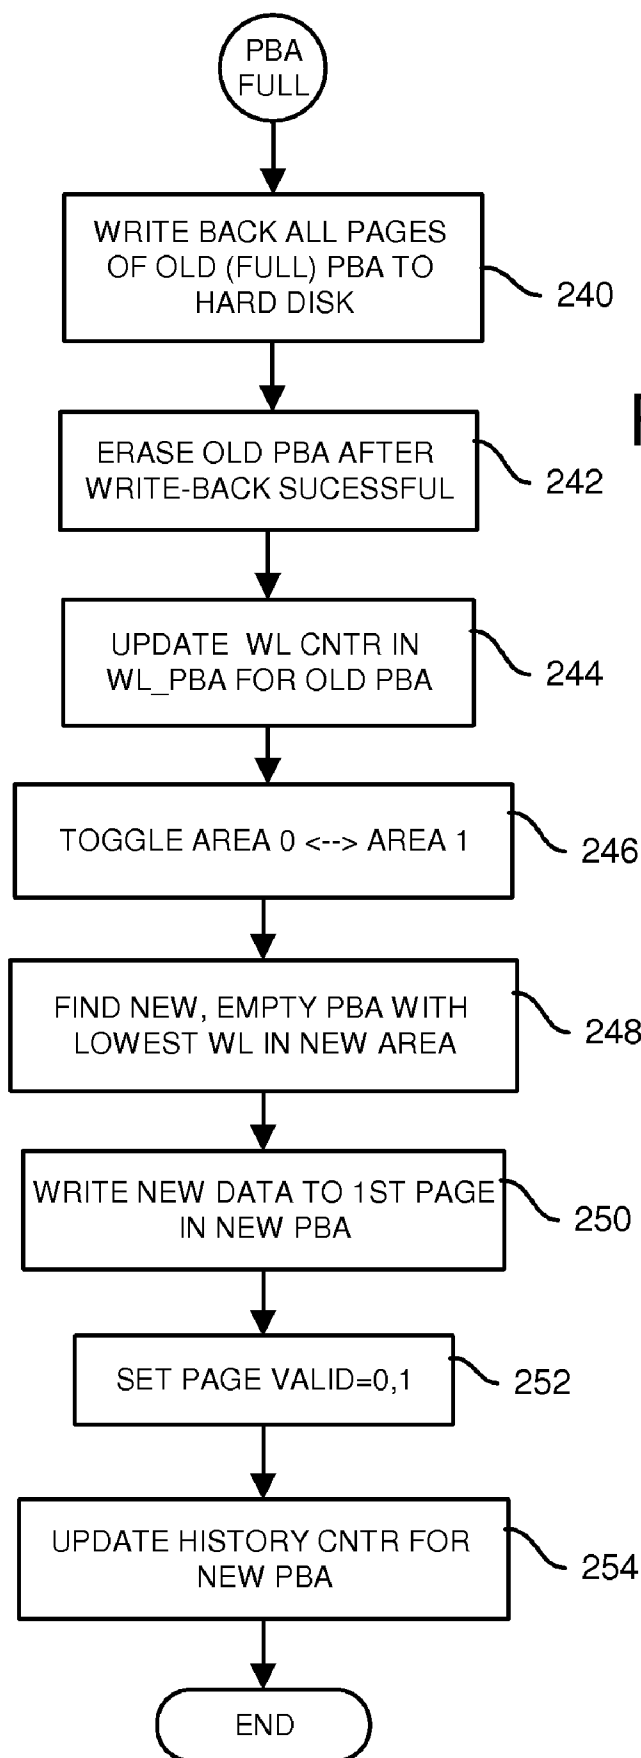 PBA
FULL
WRITE BACK ALL PAGES
OF OLD (FULL) PBA TO
HARD DISK
240
ERASE OLD PBA AFTER
WRITE-BACK SUCESSFUL
242
UPDATE WL CNTR IN
WL_PBA FOR OLD PBA
244
TOGGLE AREA 0 <--> AREA 1
246
FIND NEW, EMPTY PBA WITH
LOWEST WL IN NEW AREA
248
WRITE NEW DATA TO 1ST PAGE
IN NEW PBA
250
SET PAGE VALID=0,1
252
UPDATE HISTORY CNTR FOR
NEW PBA
254
END